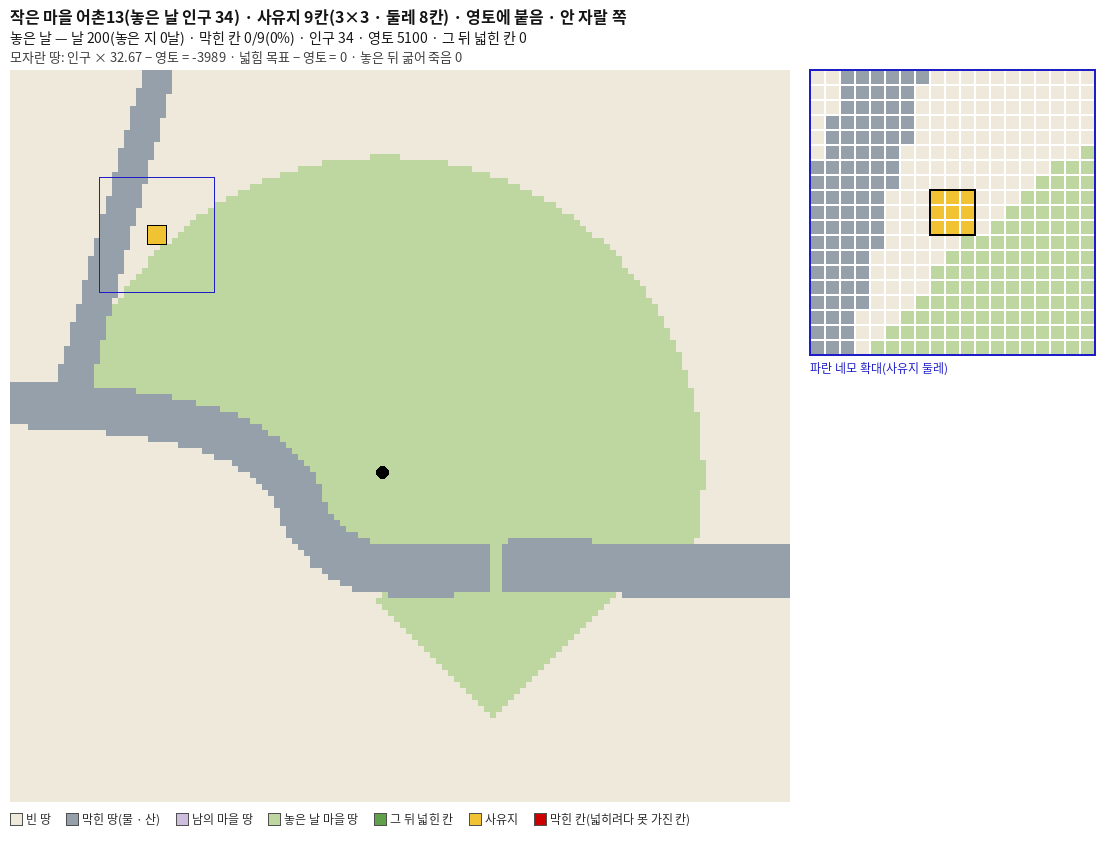 작은 마을 어촌13(놓은 날 인구 34) · 사유지 9칸(3×3 · 둘레 8칸) · 영토에 붙음 · 안 자랄 쪽
놓은 날 — 날 200(놓은 지 0날) · 막힌 칸 0/9(0%) · 인구 34 · 영토 5100 · 그 뒤 넓힌 칸 0
모자란 땅: 인구 × 32.67 − 영토 = -3989 · 넓힘 목표 − 영토 = 0 · 놓은 뒤 굶어 죽음 0
파란 네모 확대(사유지 둘레)
빈 땅 막힌 땅(물 · 산) 남의 마을 땅 놓은 날 마을 땅 그 뒤 넓힌 칸 사유지 막힌 칸(넓히려다 못 가진 칸)